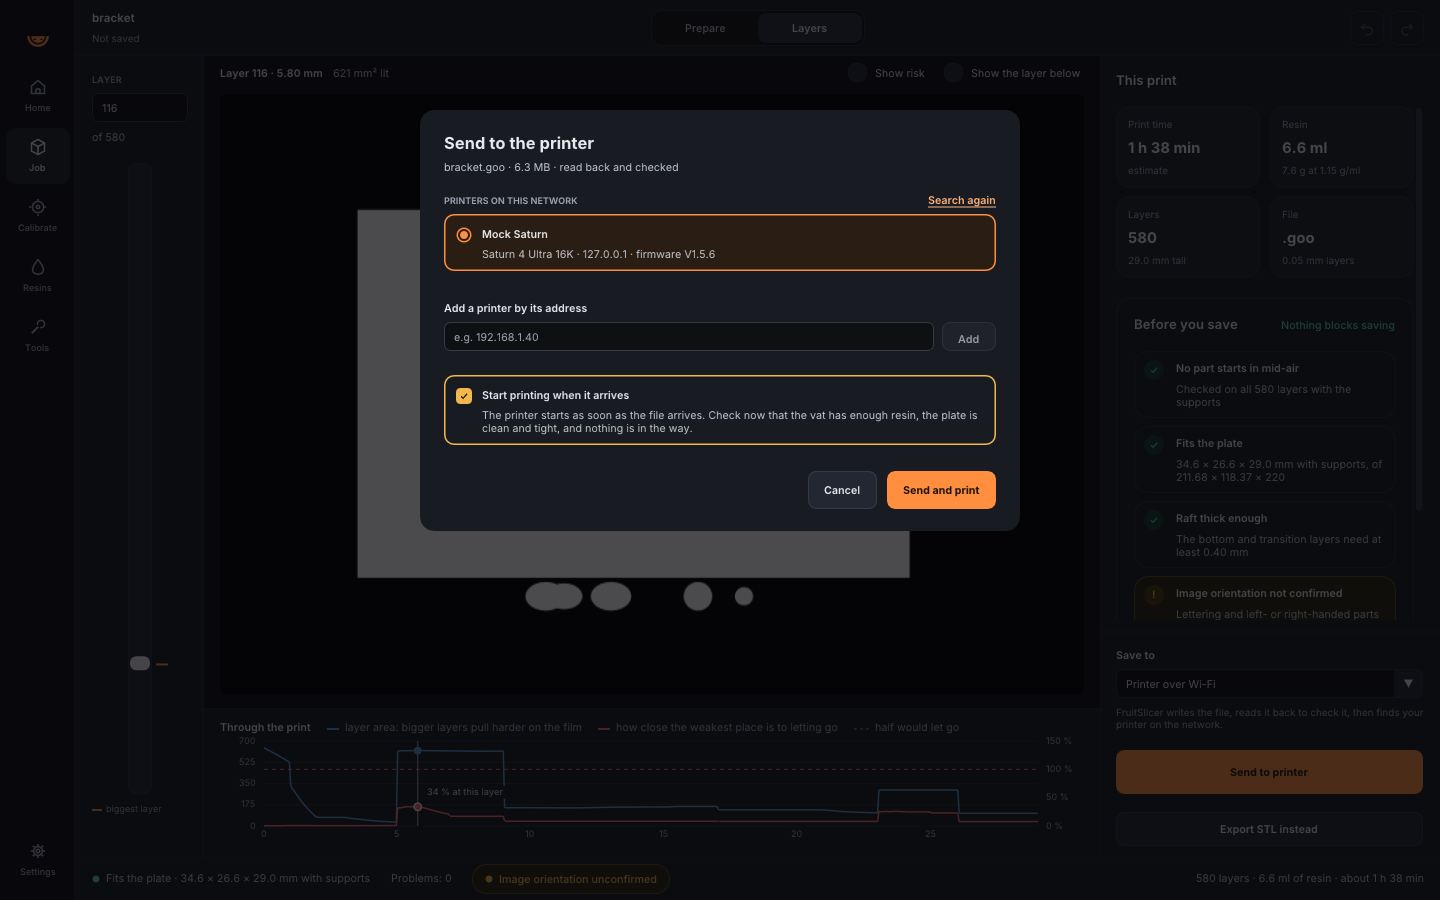 bracket
Not saved
Prepare
Layers
Home
Job
Calibrate
Resins
Tools
Settings
LAYER
116
of 580
biggest layer
Layer 116 · 5.80 mm 621 mm² lit
Show risk
Show the layer below
Send to the printer
bracket.goo · 6.3 MB · read back and checked
PRINTERS ON THIS NETWORK
Search again
Mock Saturn
Saturn 4 Ultra 16K · 127.0.0.1 · firmware V1.5.6
Add a printer by its address
e.g. 192.168.1.40
Add
Start printing when it arrives
The printer starts as soon as the file arrives. Check now that the vat has enough resin, the plate is
clean and tight, and nothing is in the way.
Cancel
Send and print
Through the print
layer area: bigger layers pull harder on the film
how close the weakest place is to letting go
half would let go
700
525
350
175
0
150 %
100 %
50 %
0 %
34 % at this layer
0
5
10
15
20
25
This print
Print time
1 h 38 min
estimate
Resin
6.6 ml
7.6 g at 1.15 g/ml
Layers
580
29.0 mm tall
File
.goo
0.05 mm layers
Before you save
Nothing blocks saving
No part starts in mid-air
Checked on all 580 layers with the
supports
Fits the plate
34.6 × 26.6 × 29.0 mm with supports, of
211.68 × 118.37 × 220
Raft thick enough
The bottom and transition layers need at
least 0.40 mm
!
Image orientation not confirmed
Lettering and left- or right-handed parts
Save to
Printer over Wi-Fi
FruitSlicer writes the file, reads it back to check it, then finds your
printer on the network.
Send to printer
Export STL instead
Fits the plate · 34.6 × 26.6 × 29.0 mm with supports
Problems: 0
Image orientation unconfirmed
580 layers · 6.6 ml of resin · about 1 h 38 min